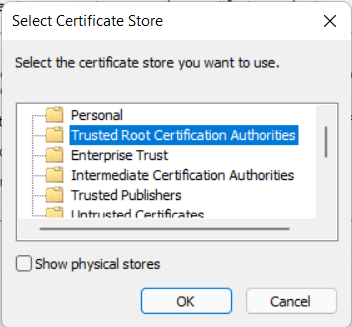 Select Certificate Store
Select the certificate store you want to use.
Personal
Trusted Root Certification Authorities
Enterprise Trust
Intermediate Certification Authorities
Trusted Publishers
Untrusted Certificates
Show physical stores
OK
Cancel